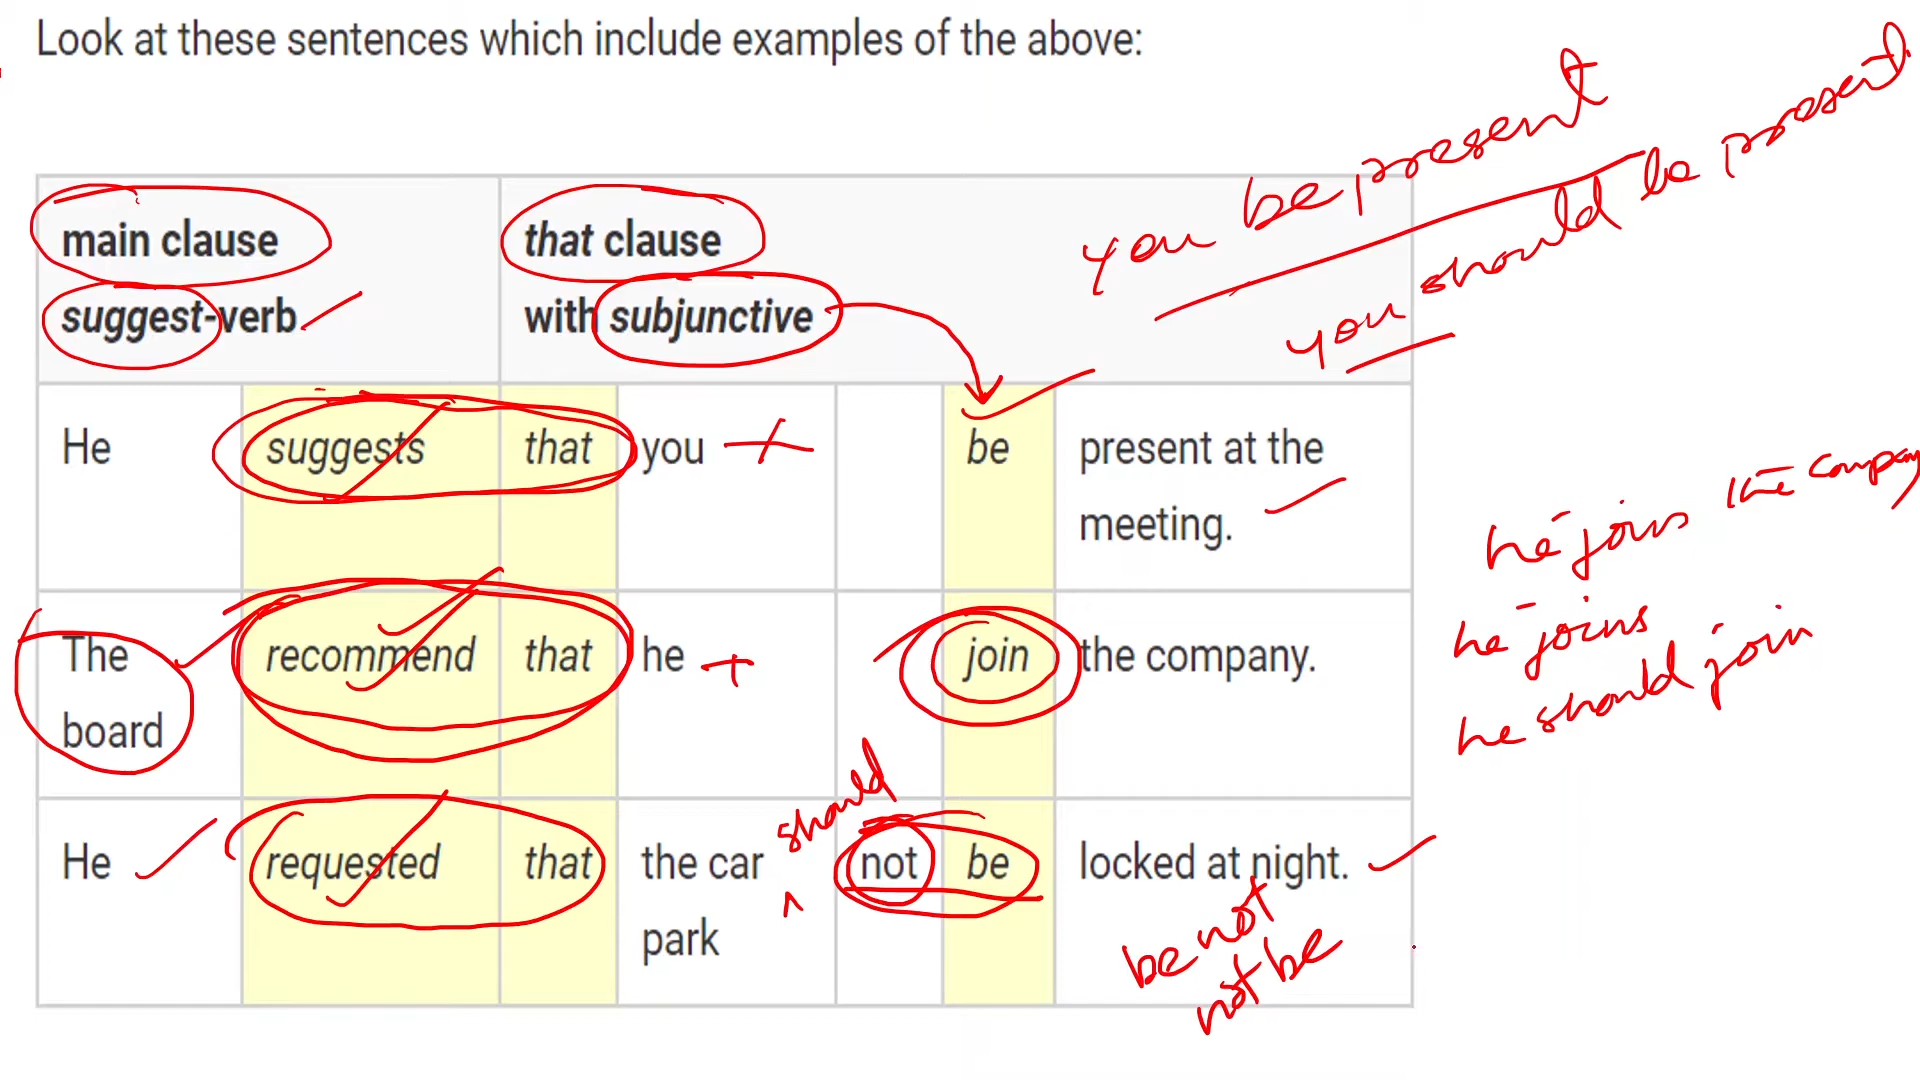 Look at these sentences which include examples of the above:
you be present
you should be present
main clause
suggest-verb
that clause
with subjunctive
He suggests that you be present at the
meeting.
he joins the company
he joins
he should join
The
board recommend that he join the company.
should
He requested that the car
park not be locked at night.
be not
not be